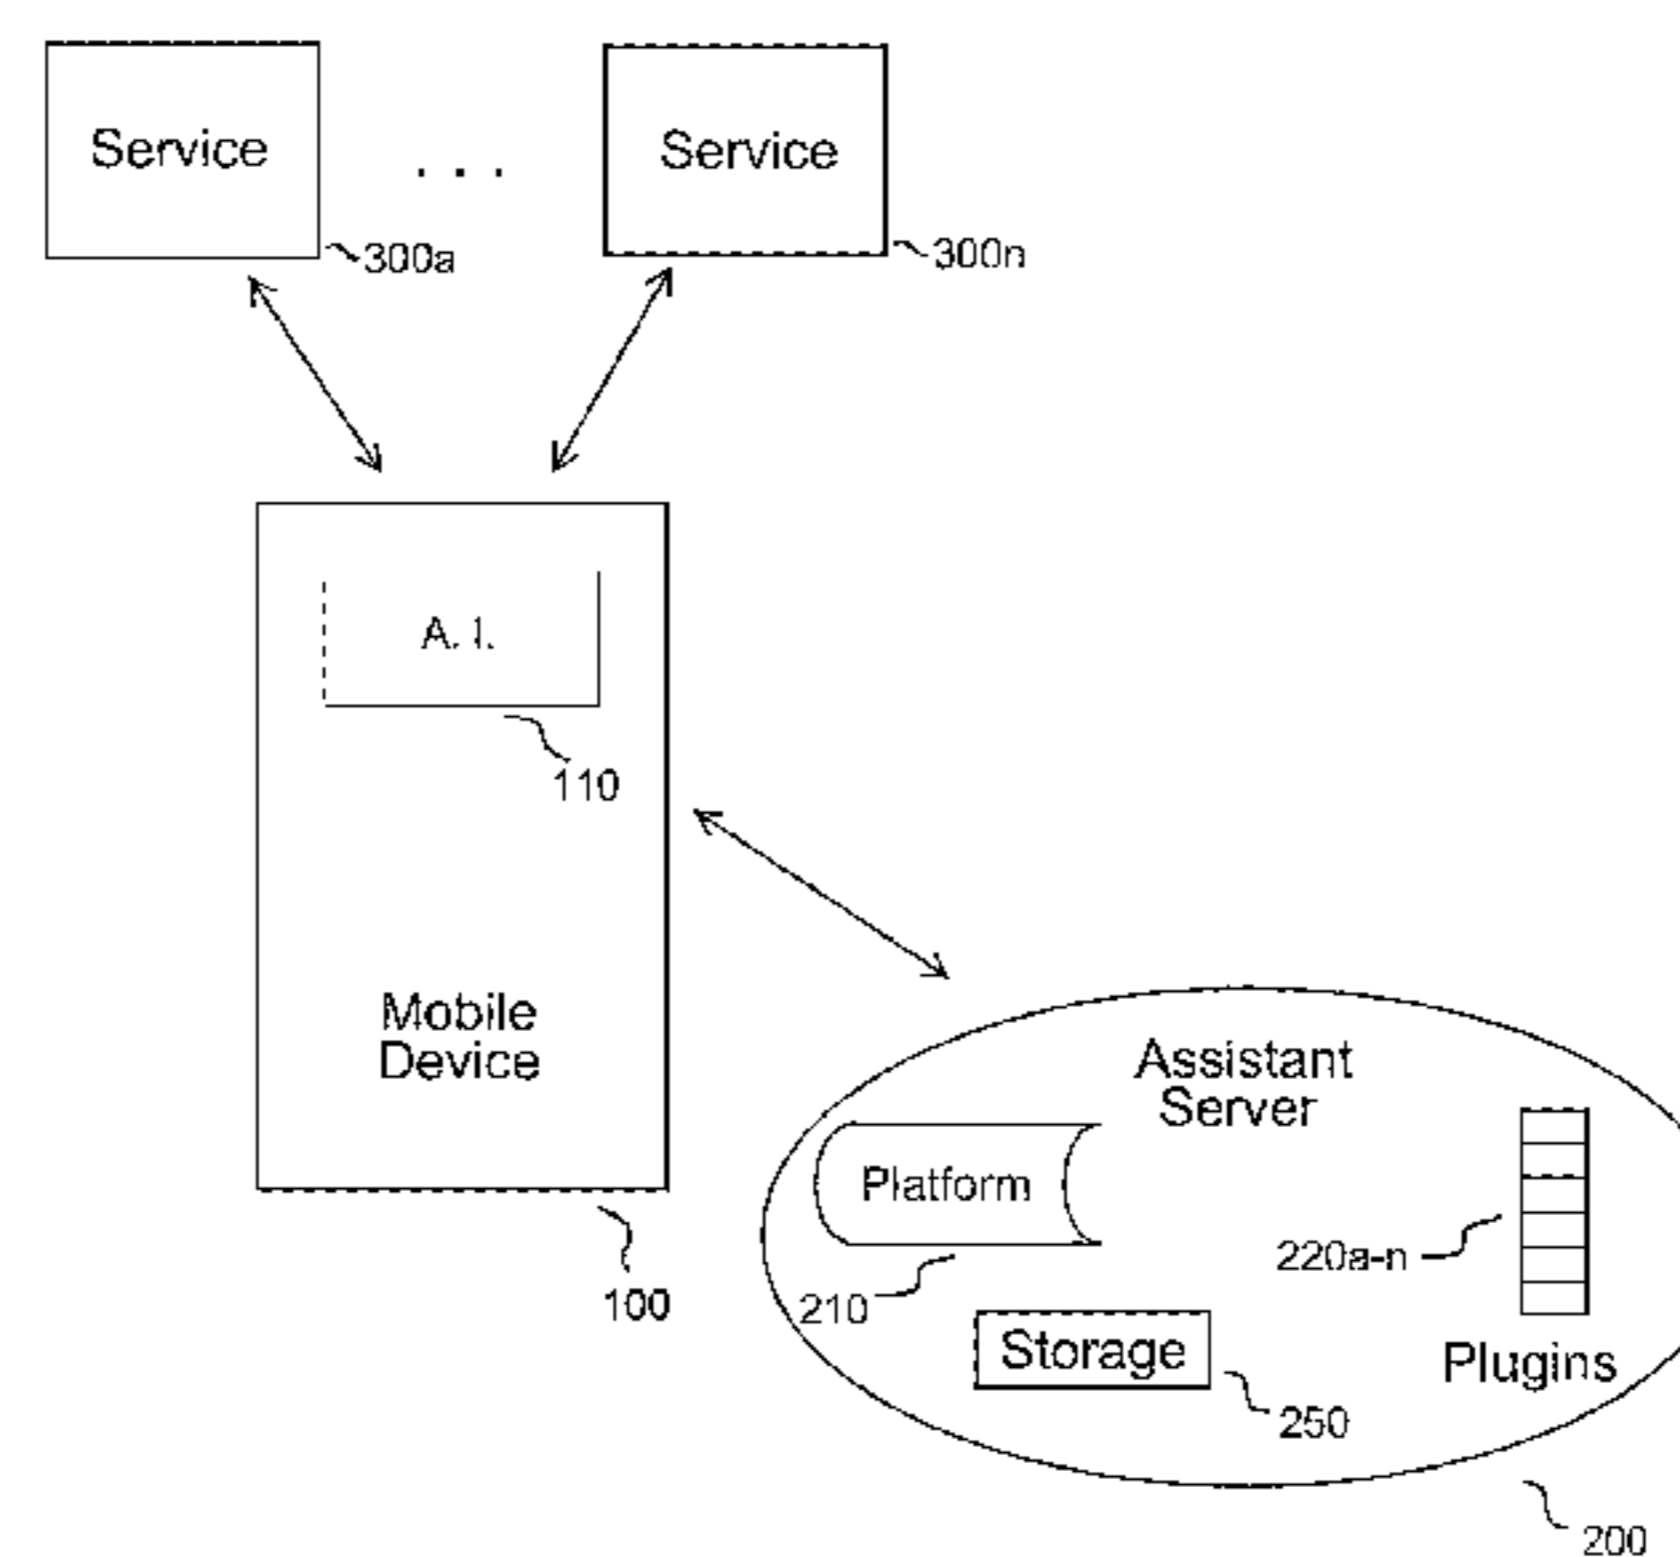 Service
. . .
Service
300a
300n
A. I.
110
Mobile
Device
100
Assistant
Server
Platform
210
220a-n
Storage
250
Plugins
200